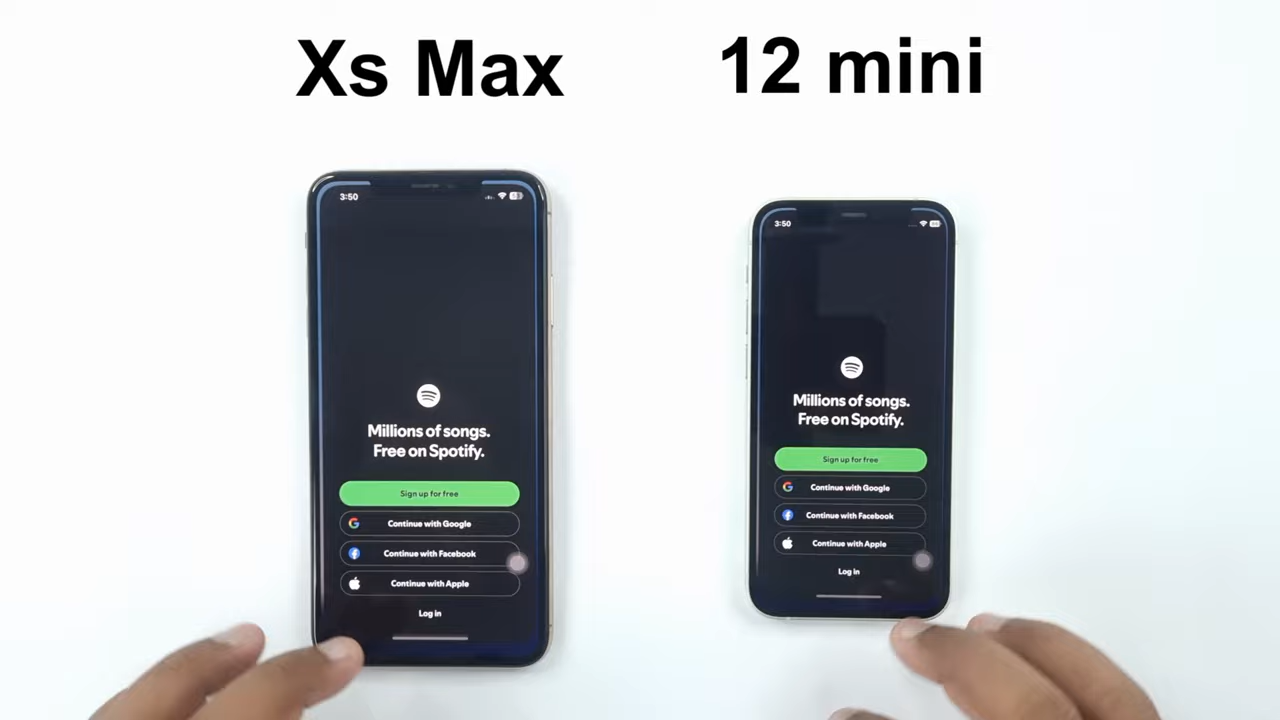 Xs Max
12 mini
3:50
Millions of songs.
Free on Spotify.
Sign up for free
Continue with Google
Continue with Facebook
Continue with Apple
Log in
3:50
Millions of songs.
Free on Spotify.
Sign up for free
Continue with Google
Continue with Facebook
Continue with Apple
Log in